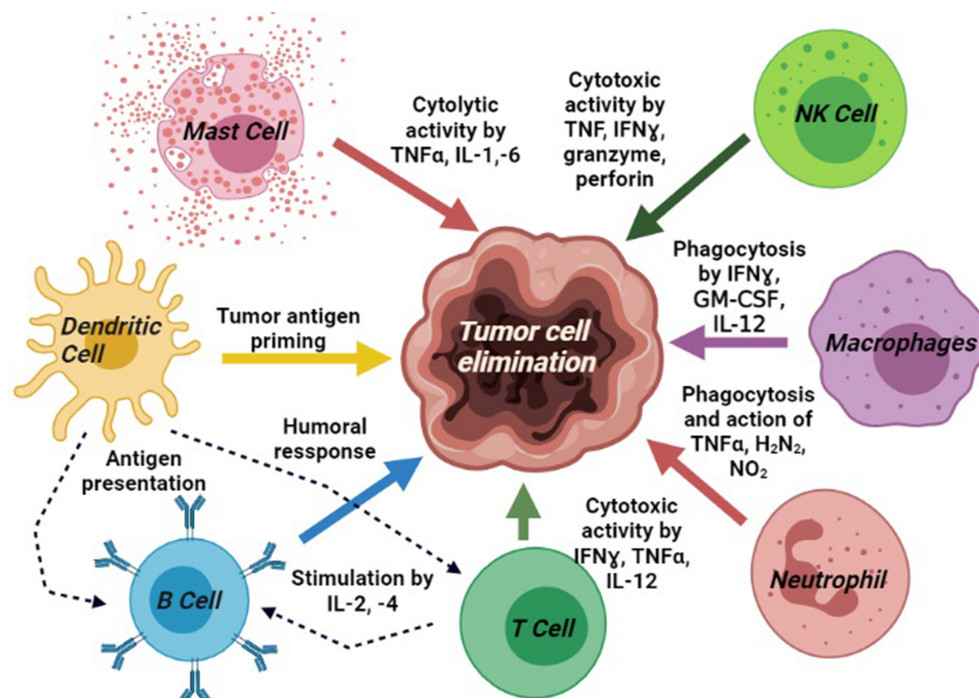 Mast Cell
Cytolytic
activity by
TNFα, IL-1,-6
Cytotoxic
activity by
TNF, IFNɣ,
granzyme,
perforin
NK Cell
Dendritic
Cell
Tumor antigen
priming
Tumor cell
elimination
Phagocytosis
by IFNɣ,
GM-CSF,
IL-12
Macrophages
Phagocytosis
and action of
TNFα, H₂N₂,
NO₂
Humoral
ressponse
Antigen
presentation
B Cell
Stimulation by
IL-2, -4
T Cell
Cytotoxic
activity by
IFNɣ, TNFα,
IL-12
Neutrophil